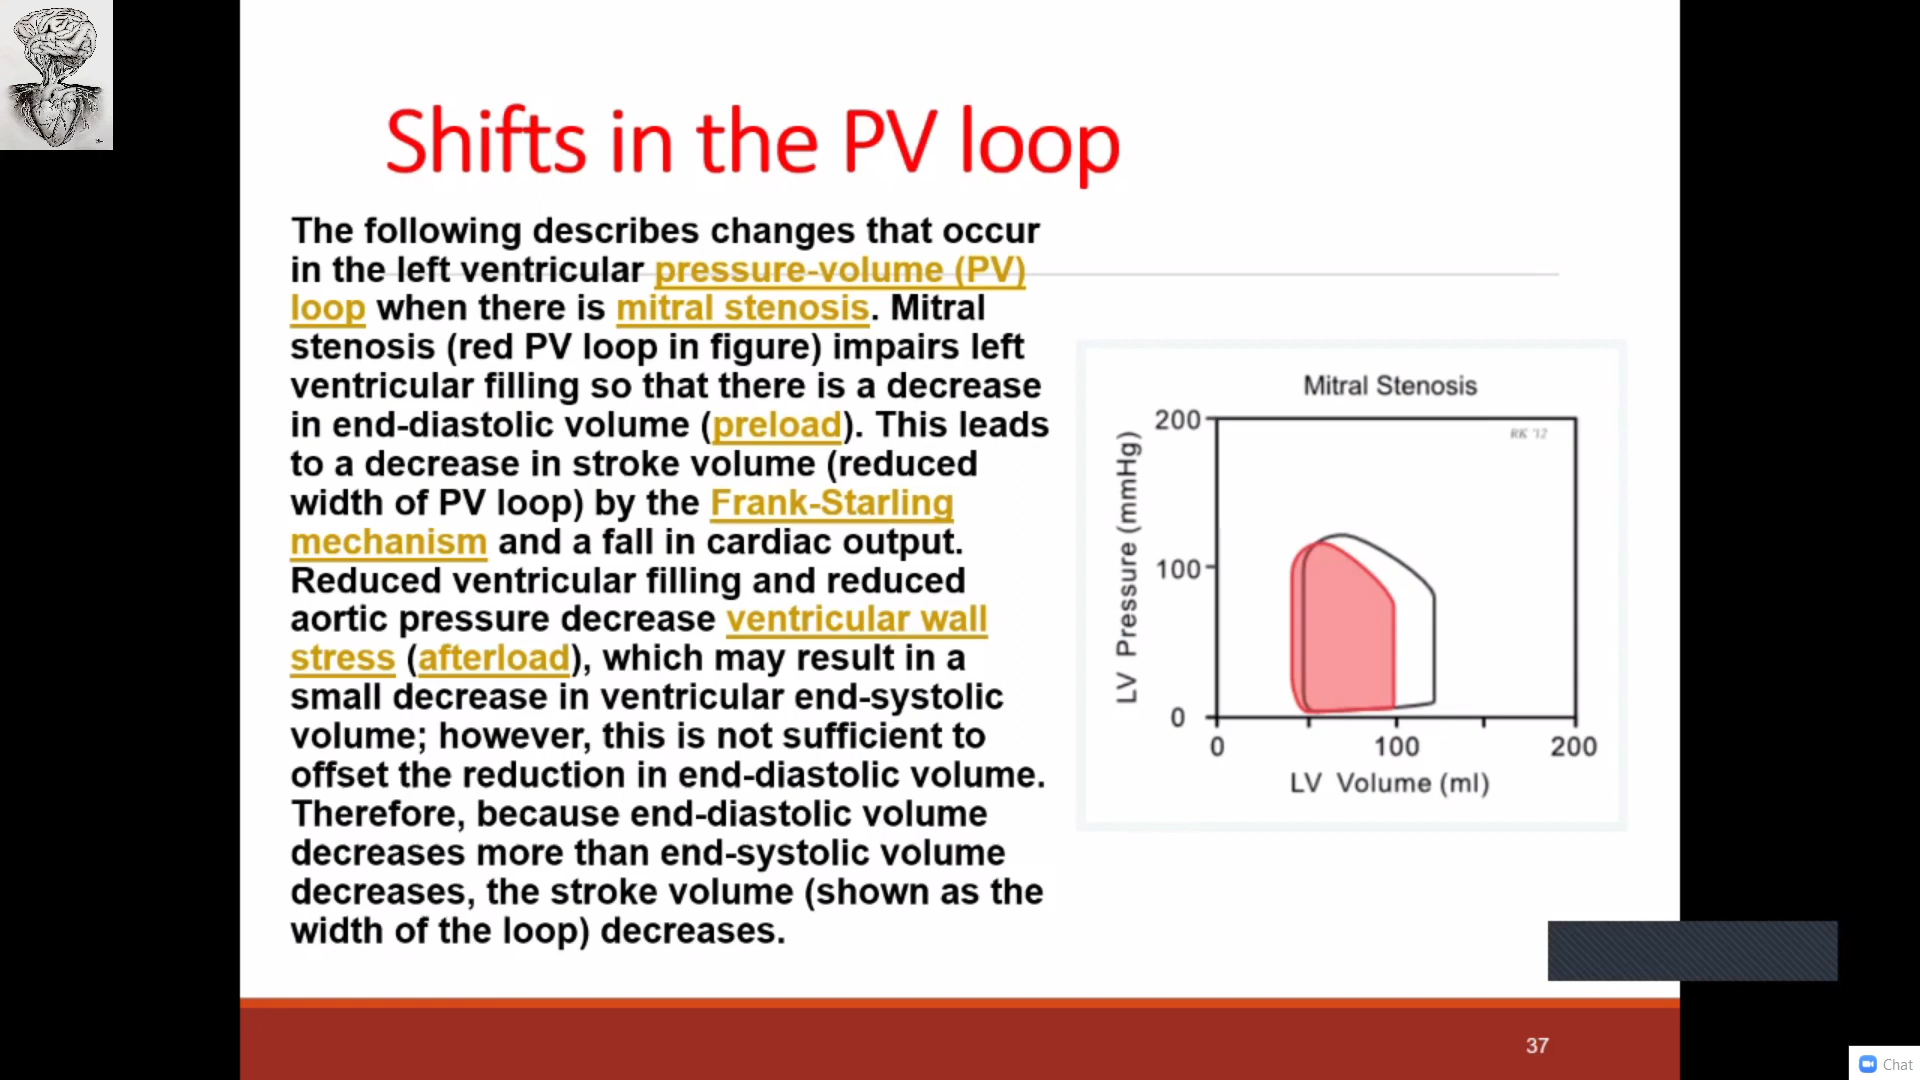 Shifts in the PV loop
The following describes changes that occur
in the left ventricular pressure-volume (PV)
loop when there is mitral stenosis. Mitral
stenosis (red PV loop in figure) impairs left
ventricular filling so that there is a decrease
in end-diastolic volume (preload). This leads
to a decrease in stroke volume (reduced
width of PV loop) by the Frank-Starling
mechanism and a fall in cardiac output.
Reduced ventricular filling and reduced
aortic pressure decrease ventricular wall
stress (afterload), which may result in a
small decrease in ventricular end-systolic
volume; however, this is not sufficient to
offset the reduction in end-diastolic volume.
Therefore, because end-diastolic volume
decreases more than end-systolic volume
decreases, the stroke volume (shown as the
width of the loop) decreases.
Mitral Stenosis
RK '12
LV Pressure (mmHg)
200
100
0
0 100 200
LV Volume (ml)
37
Chat